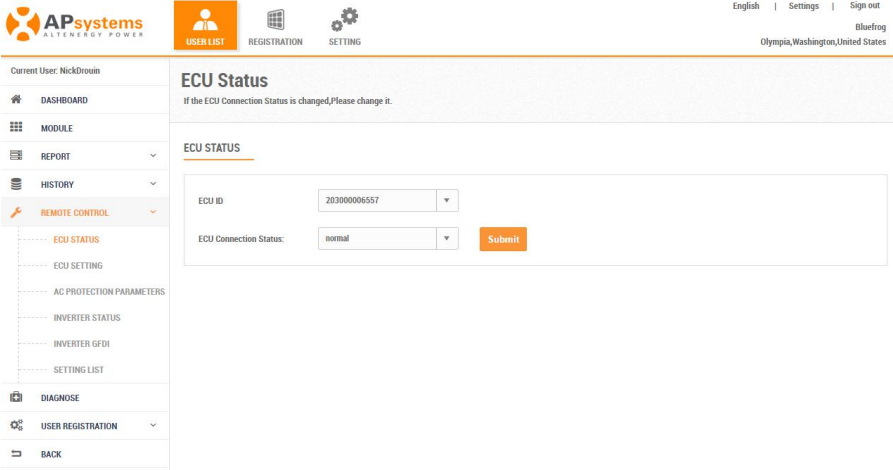 APsystems
ALTENERGY POWER
USER LIST
REGISTRATION
SETTING
English | Settings | Sign out
Bluefrog
Olympia,Washington,United States
Current User: NickDrouin
DASHBOARD
MODULE
REPORT
HISTORY
REMOTE CONTROL
ECU STATUS
ECU SETTING
AC PROTECTION PARAMETERS
INVERTER STATUS
INVERTER GFDI
SETTING LIST
DIAGNOSE
USER REGISTRATION
BACK
ECU Status
If the ECU Connection Status is changed,Please change it.
ECU STATUS
ECU ID 203000006557
ECU Connection Status: normal Submit